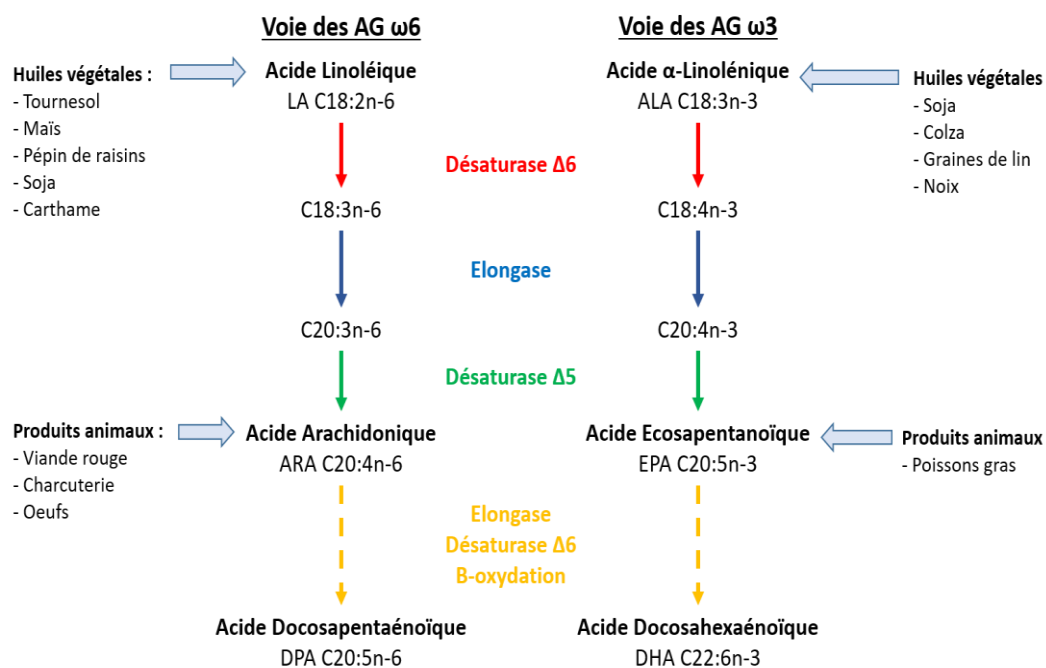 Voie des AG ω6
Voie des AG ω3
Huiles végétales :
- Tournesol
- Maïs
- Pépin de raisins
- Soja
- Carthame
Acide Linoléique
LA C18:2n-6
Acide α-Linolénique
ALA C18:3n-3
Huiles végétales
- Soja
- Colza
- Graines de lin
- Noix
Désaturase Δ6
C18:3n-6
C18:4n-3
Elongase
C20:3n-6
C20:4n-3
Désaturase Δ5
Produits animaux :
- Viande rouge
- Charcuterie
- Oeufs
Acide Arachidonique
ARA C20:4n-6
Acide Ecosapentanoïque
EPA C20:5n-3
Produits animaux
- Poissons gras
Elongase
Désaturase Δ6
B-oxydation
Acide Docosapentaénoïque
DPA C20:5n-6
Acide Docosahexaénoïque
DHA C22:6n-3